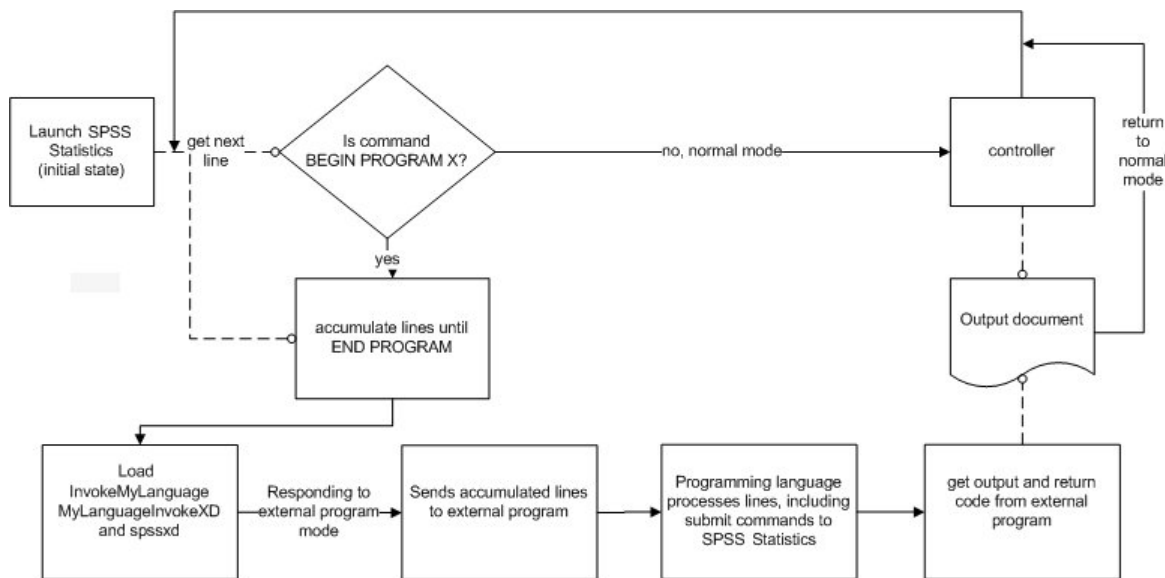 Launch SPSS
Statistics
(initial state)
get next
line
Is command
BEGIN PROGRAM X?
no, normal mode
controller
return
to
normal
mode
yes
accumulate lines until
END PROGRAM
Output document
Load
InvokeMyLanguage
MyLanguageInvokeXD
and spssxd
Responding to
external program
mode
Sends accumulated lines
to external program
Programming language
processes lines, including
submit commands to
SPSS Statistics
get output and return
code from external
program